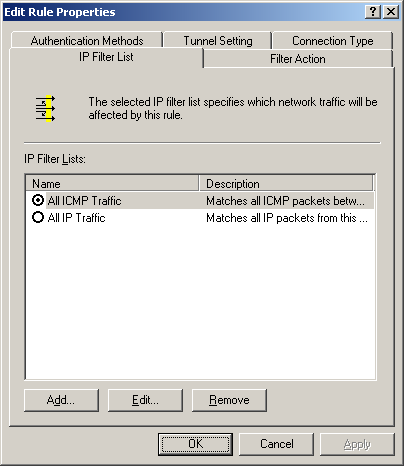 Edit Rule Properties
Authentication Methods Tunnel Setting Connection Type
IP Filter List Filter Action
The selected IP filter list specifies which network traffic will be
affected by this rule.
IP Filter Lists:
Name Description
All ICMP Traffic Matches all ICMP packets betw...
All IP Traffic Matches all IP packets from this ...
Add... Edit... Remove
OK Cancel Apply